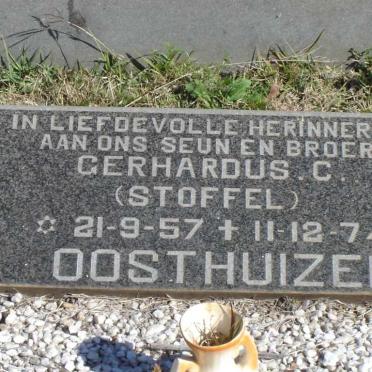 IN LIEFDEVOLLE HERINNER
AAN ONS SEUN EN BROER
GERHARDUS. C.
(STOFFEL)
✡ 21-9-57 ✝ 11-12-7
OOSTHUIZE